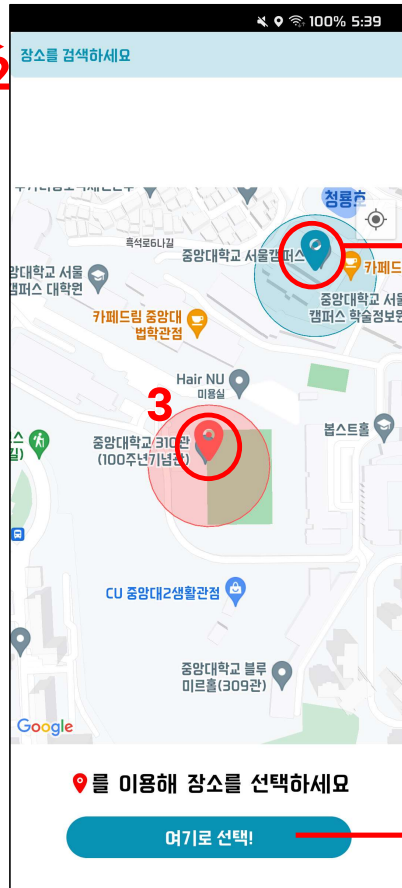 100% 5:39
2
장소를 검색하세요
청룡호
흑석로6나길
중앙대학교 서울캠퍼스
카페드
앙대학교 서울
캠퍼스 대학원
중앙대학교 서울
캠퍼스 학술정보원
카페드림 중앙대
법학관점
Hair NU
미용실
3
중앙대학교 310관
(100주년기념관)
봅스트홀
CU 중앙대2생활관점
중앙대학교 블루
미르홀(309관)
Google
를 이용해 장소를 선택하세요
여기로 선택!